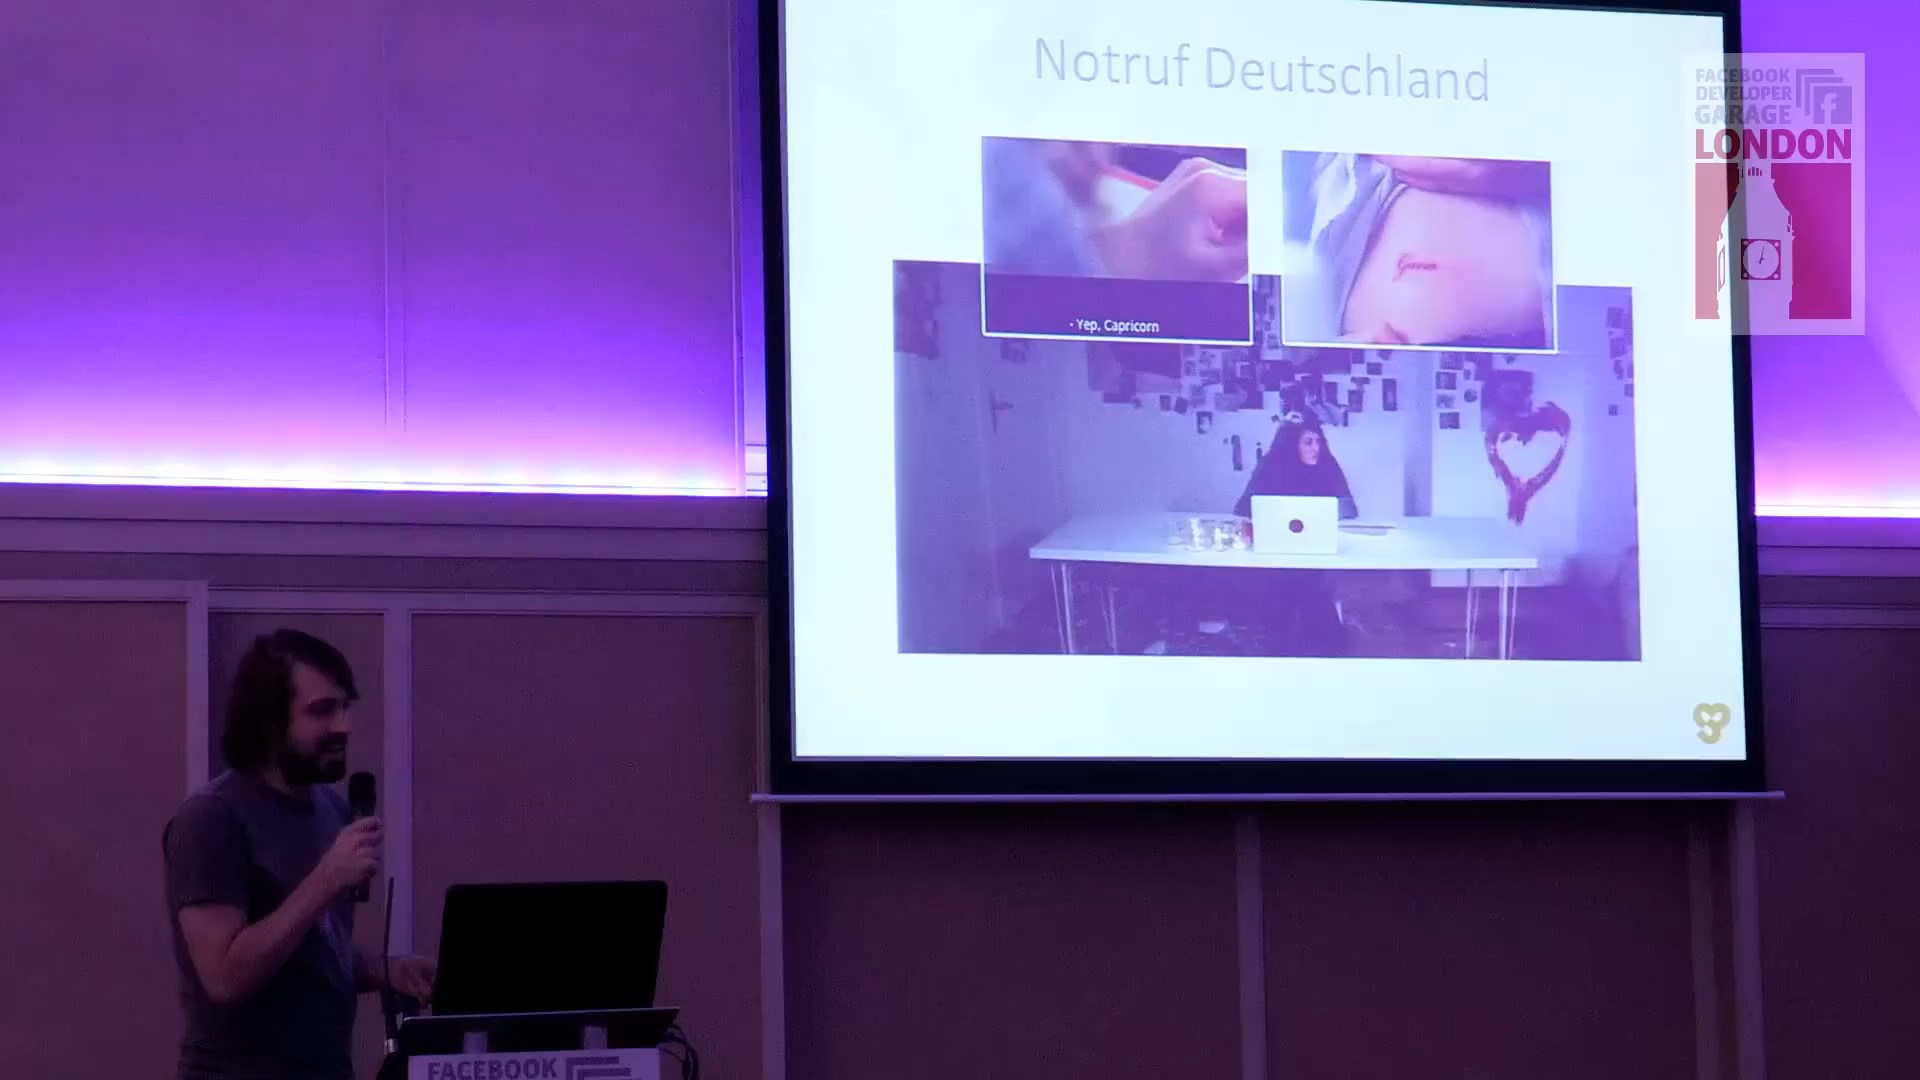 Notruf Deutschland
- Yep, Capricorn
FACEBOOK
DEVELOPER
GARAGE
LONDON
FACEBOOK